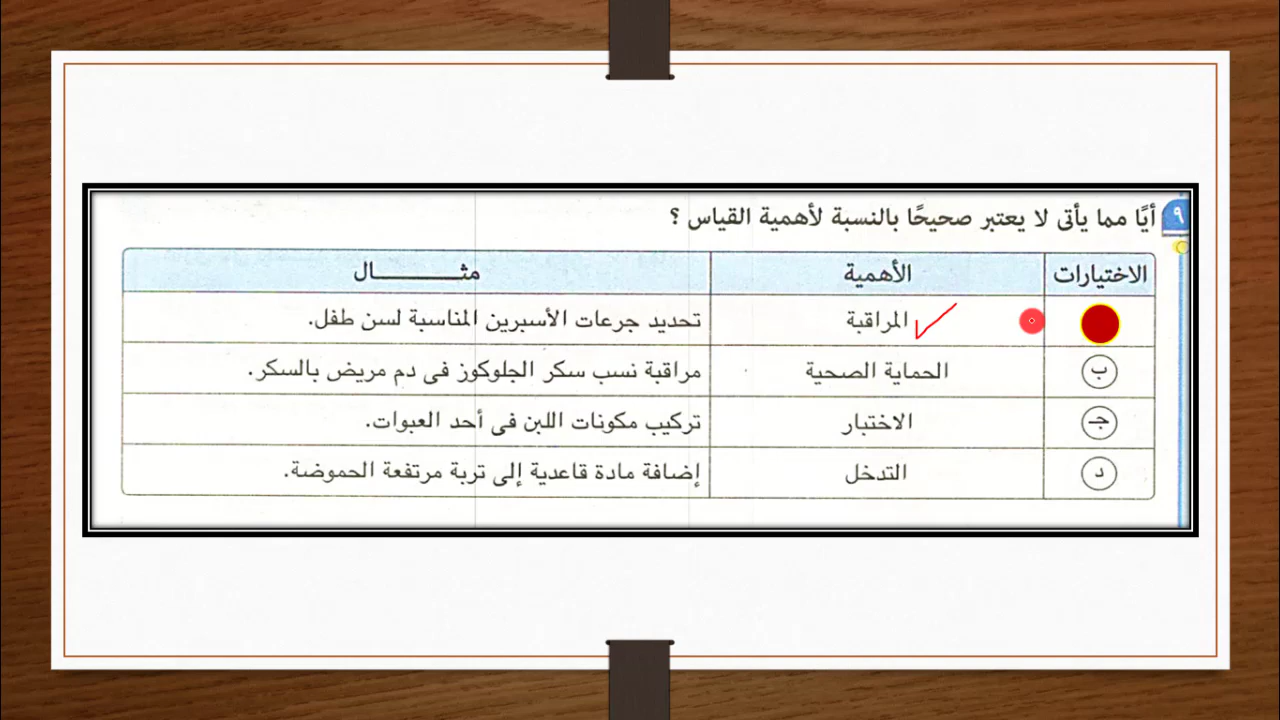 ٩ أيًا مما يأتى لا يعتبر صحيحًا بالنسبة لأهمية القياس ؟
الاختيارات الأهمية مثـــــــــال
المراقبة تحديد جرعات الأسبرين المناسبة لسن طفل.
ب الحماية الصحية مراقبة نسب سكر الجلوكوز فى دم مريض بالسكر.
جـ الاختبار تركيب مكونات اللبن فى أحد العبوات.
د التدخل إضافة مادة قاعدية إلى تربة مرتفعة الحموضة.